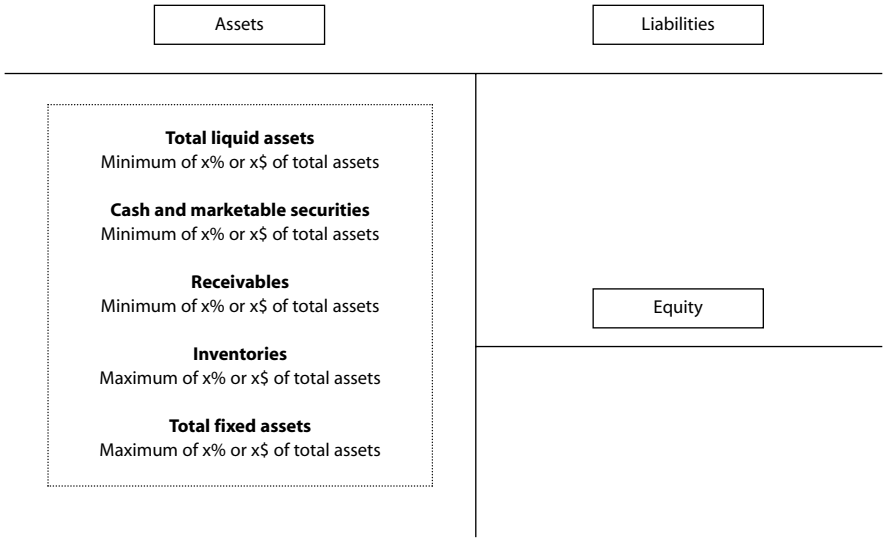 Assets
Liabilities
Total liquid assets
Minimum of x% or x$ of total assets
Cash and marketable securities
Minimum of x% or x$ of total assets
Receivables
Minimum of x% or x$ of total assets
Inventories
Maximum of x% or x$ of total assets
Total fixed assets
Maximum of x% or x$ of total assets
Equity